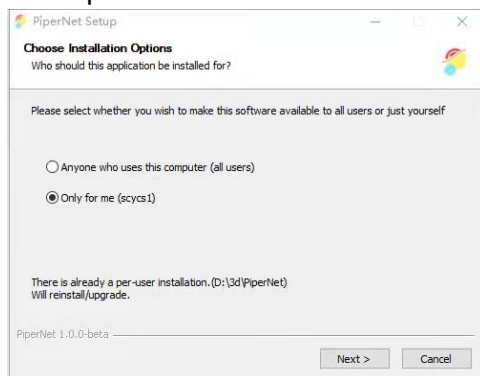 PiperNet Setup
Choose Installation Options
Who should this application be installed for?
Please select whether you wish to make this software available to all users or just yourself
Anyone who uses this computer (all users)
Only for me (scycs1)
There is already a per-user installation.(D:\3d\PiperNet)
Will reinstall/upgrade.
PiperNet 1.0.0-beta
Next >
Cancel